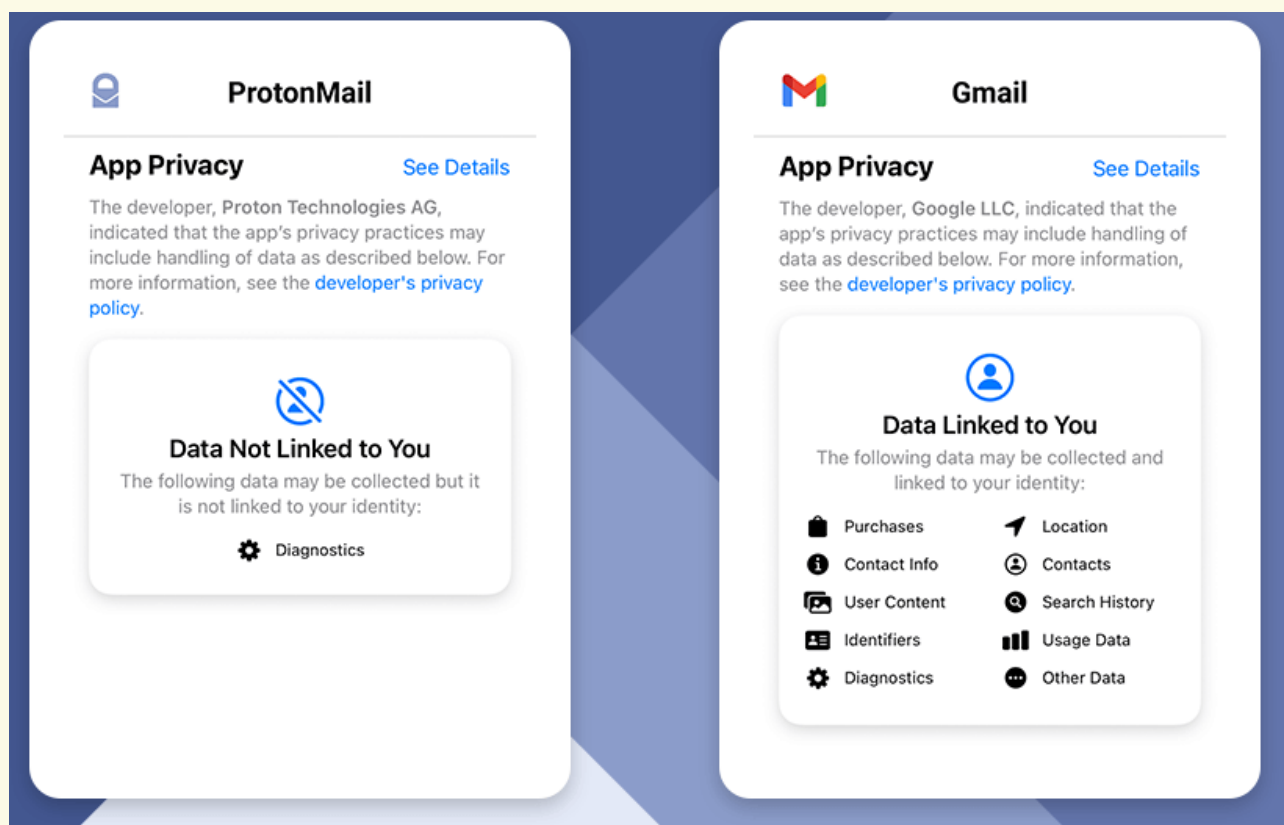 ProtonMail
App Privacy
See Details
The developer, Proton Technologies AG,
indicated that the app's privacy practices may
include handling of data as described below. For
more information, see the developer's privacy
policy.
Data Not Linked to You
The following data may be collected but it
is not linked to your identity:
Diagnostics
Gmail
App Privacy
See Details
The developer, Google LLC, indicated that the
app's privacy practices may include handling of
data as described below. For more information,
see the developer's privacy policy.
Data Linked to You
The following data may be collected and
linked to your identity:
Purchases
Location
Contact Info
Contacts
User Content
Search History
Identifiers
Usage Data
Diagnostics
Other Data